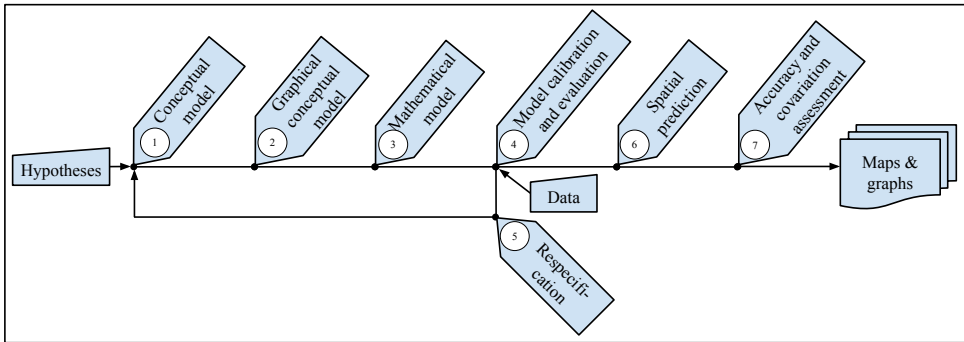 Hypotheses
1
Conceptual
model
2
Graphical
conceptual
model
3
Mathematical
model
4
Model calibration
and evaluation
Data
5
Respecifi-
cation
6
Spatial
prediction
7
Accuracy and
covariation
assessment
Maps &
graphs